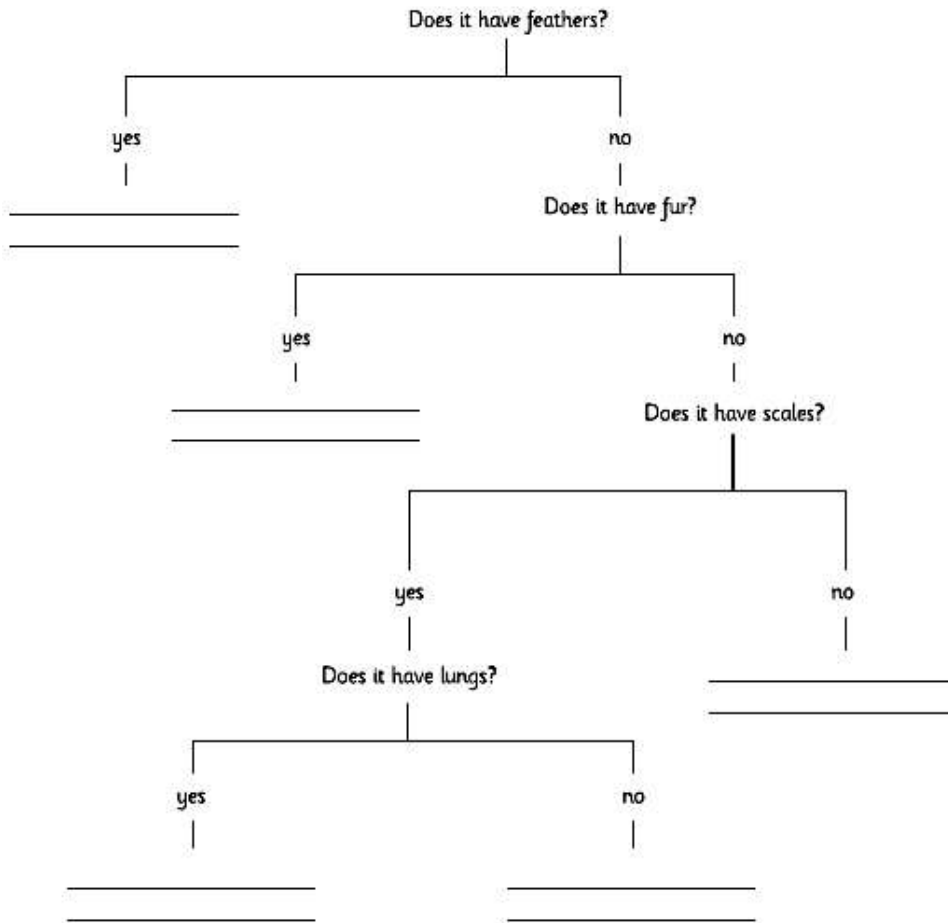 Does it have feathers?
yes
no
Does it have fur?
yes
no
Does it have scales?
yes
no
Does it have lungs?
yes
no